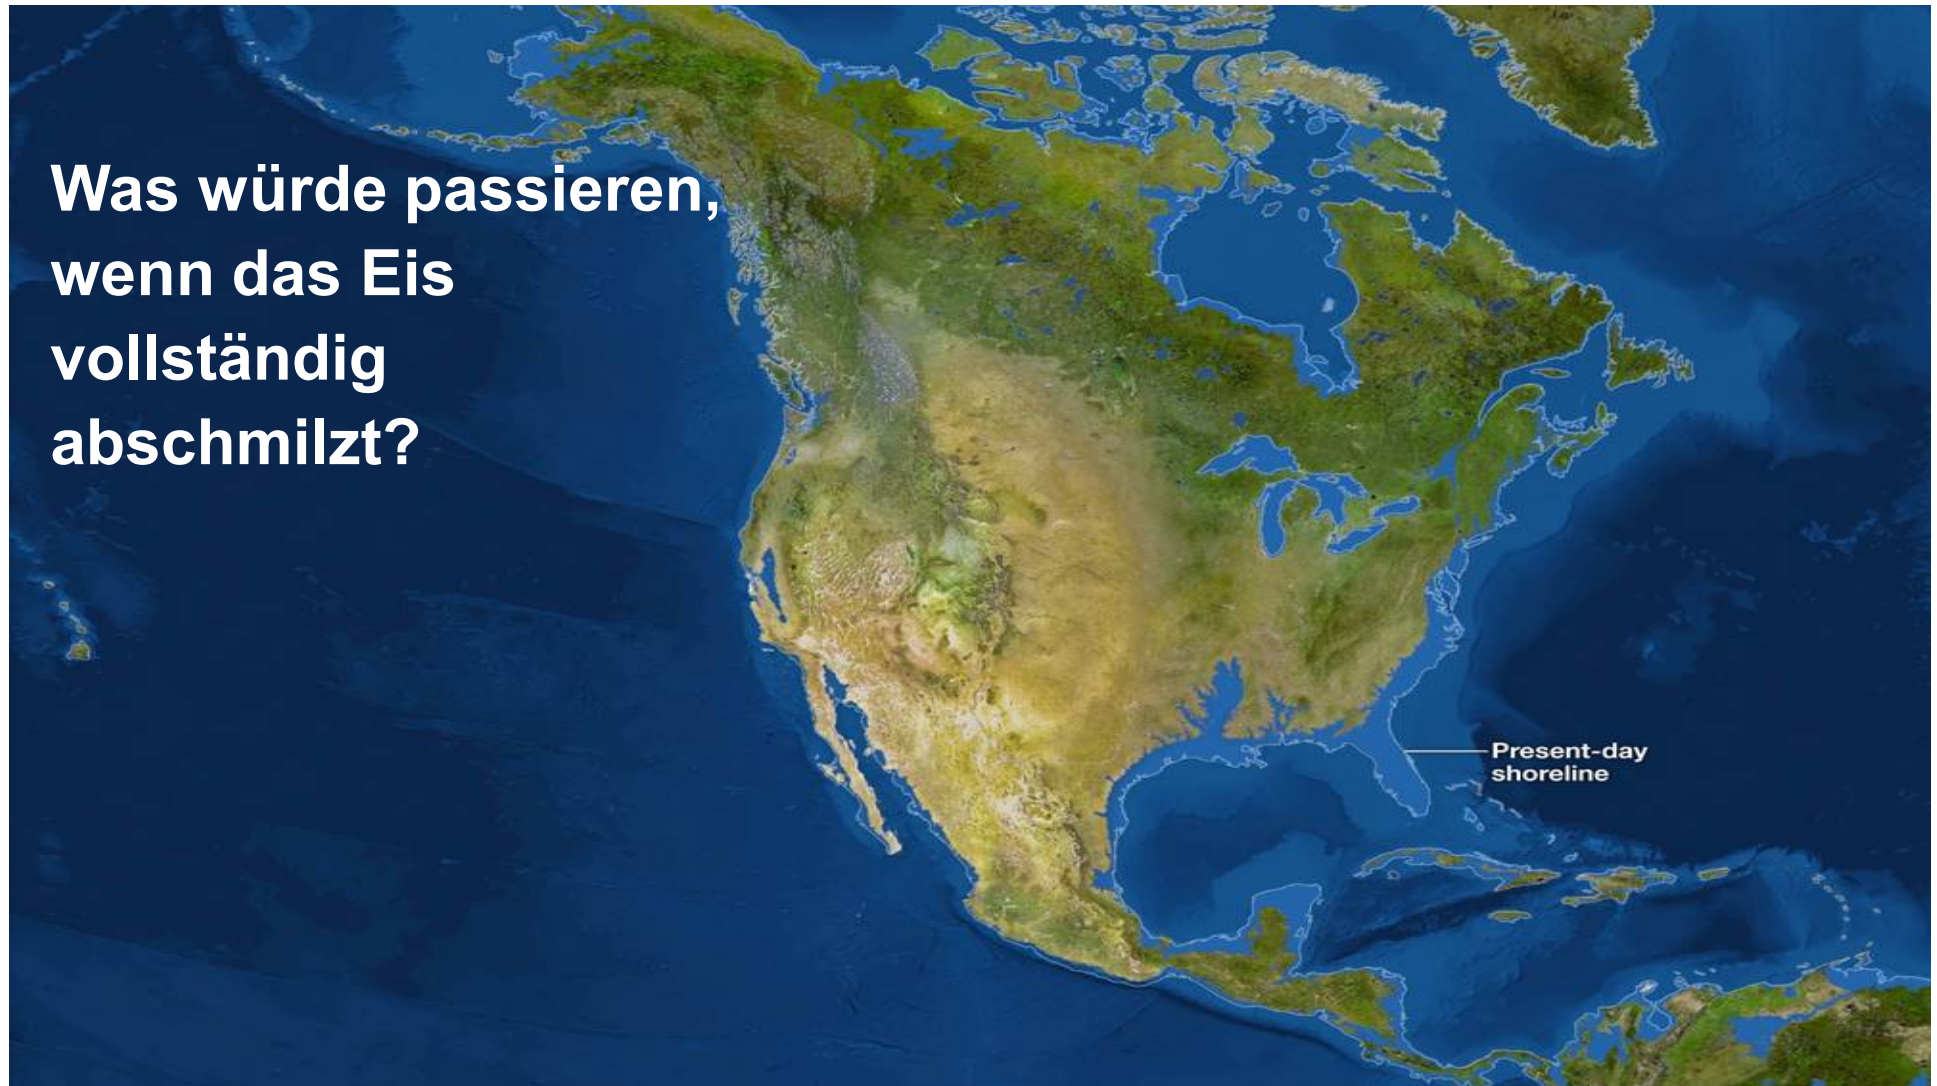 Was würde passieren,
wenn das Eis
vollständig
abschmilzt?
Present-day
shoreline